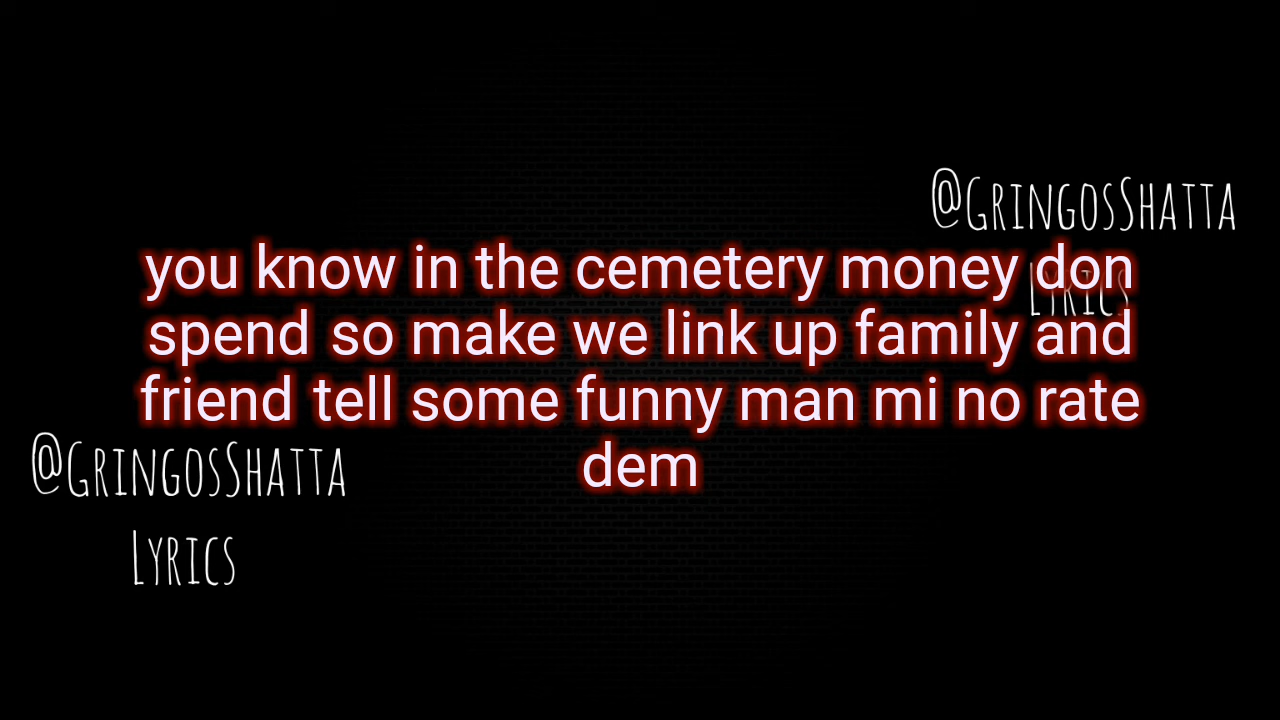 @GringosShatta
Lyrics
you know in the cemetery money don
spend so make we link up family and
friend tell some funny man mi no rate
dem
@GringosShatta
Lyrics